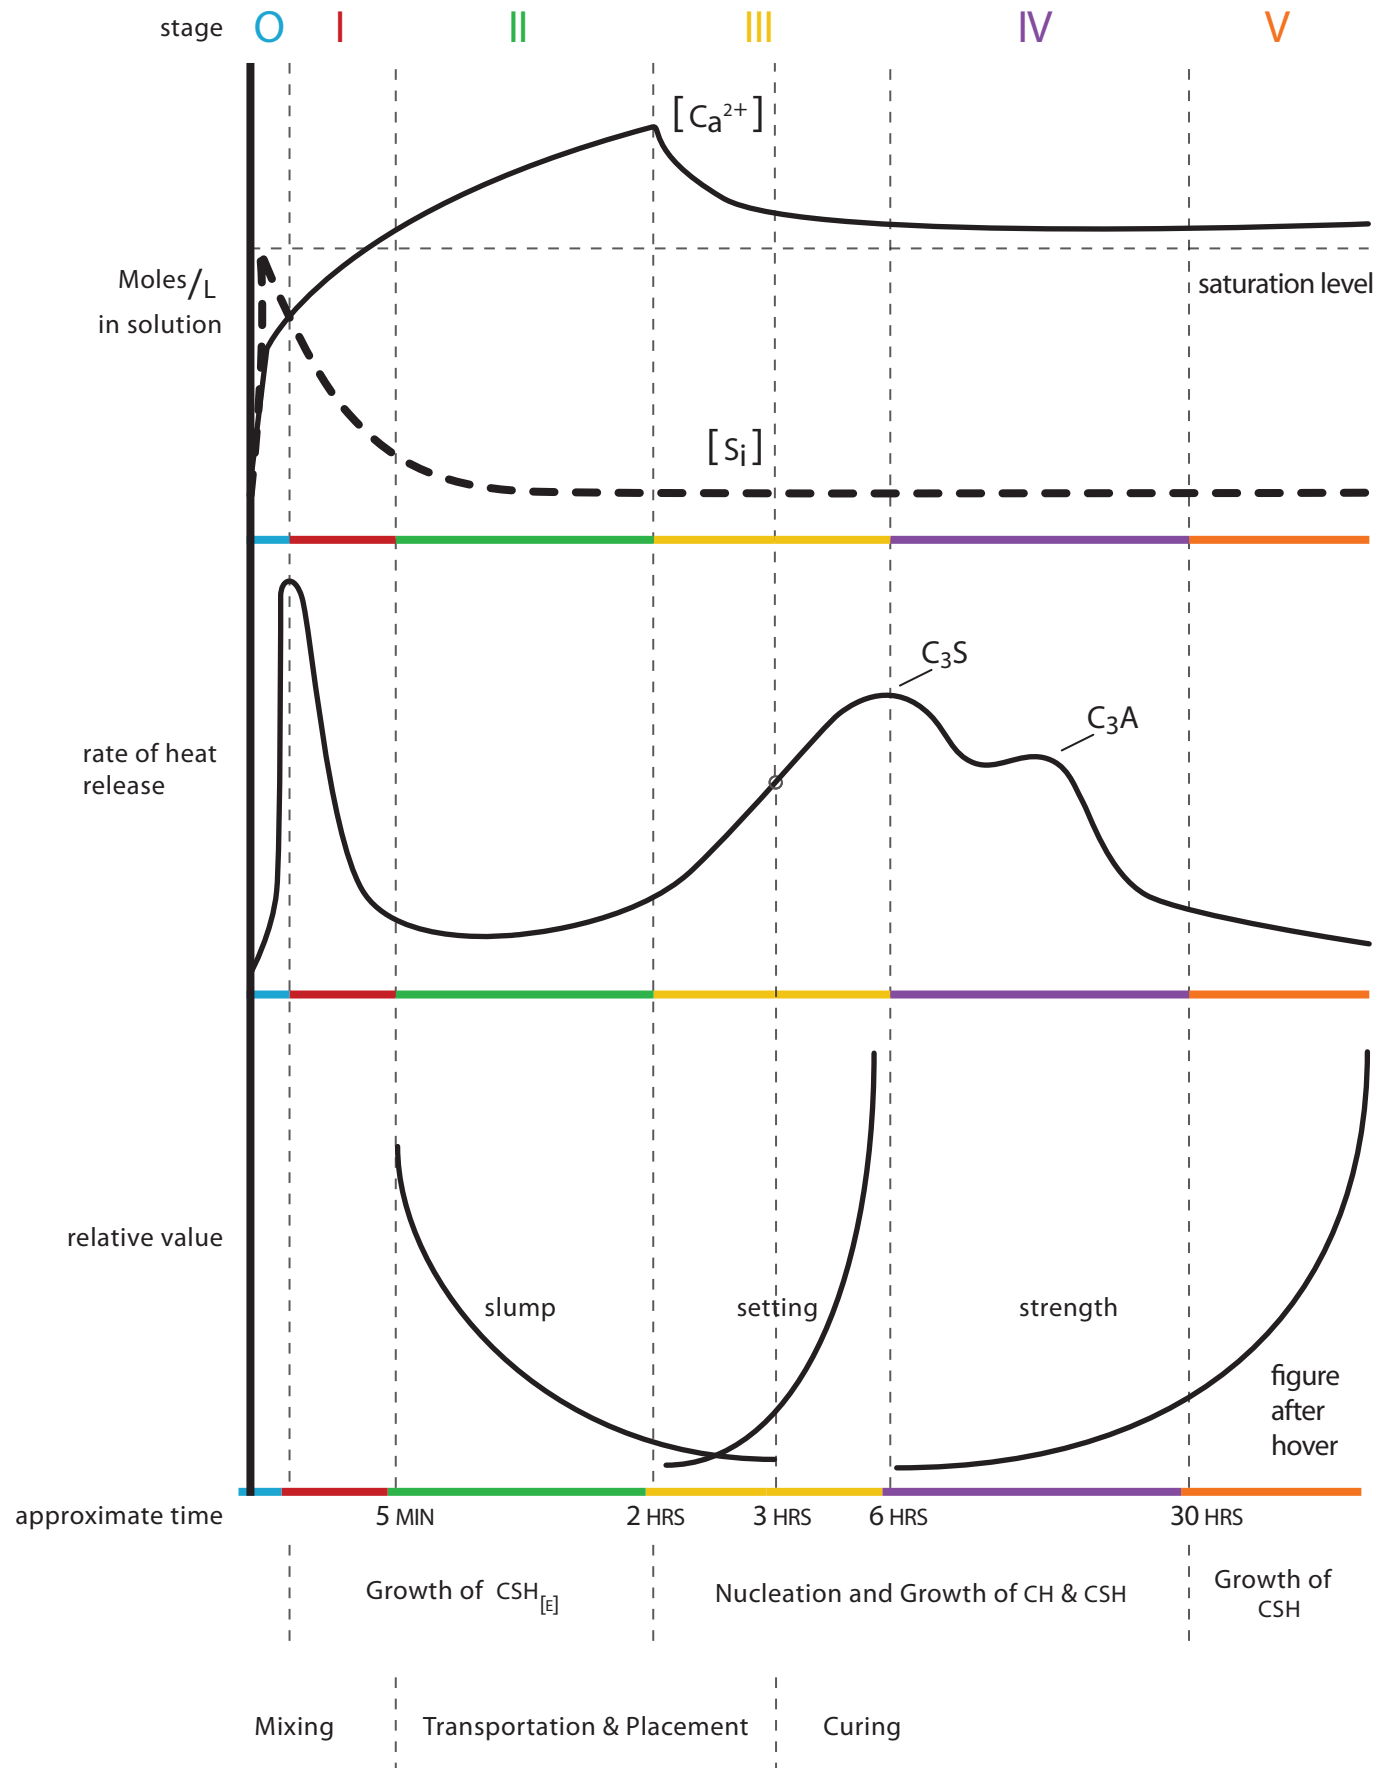 stage O I II III IV V
[Ca²⁺]
Moles/L
in solution
saturation level
[Si]
C₃S
C₃A
rate of heat
release
relative value
slump setting strength
figure
after
hover
approximate time 5 MIN 2 HRS 3 HRS 6 HRS 30 HRS
Growth of CSH[E] Nucleation and Growth of CH & CSH Growth of
CSH
Mixing Transportation & Placement Curing